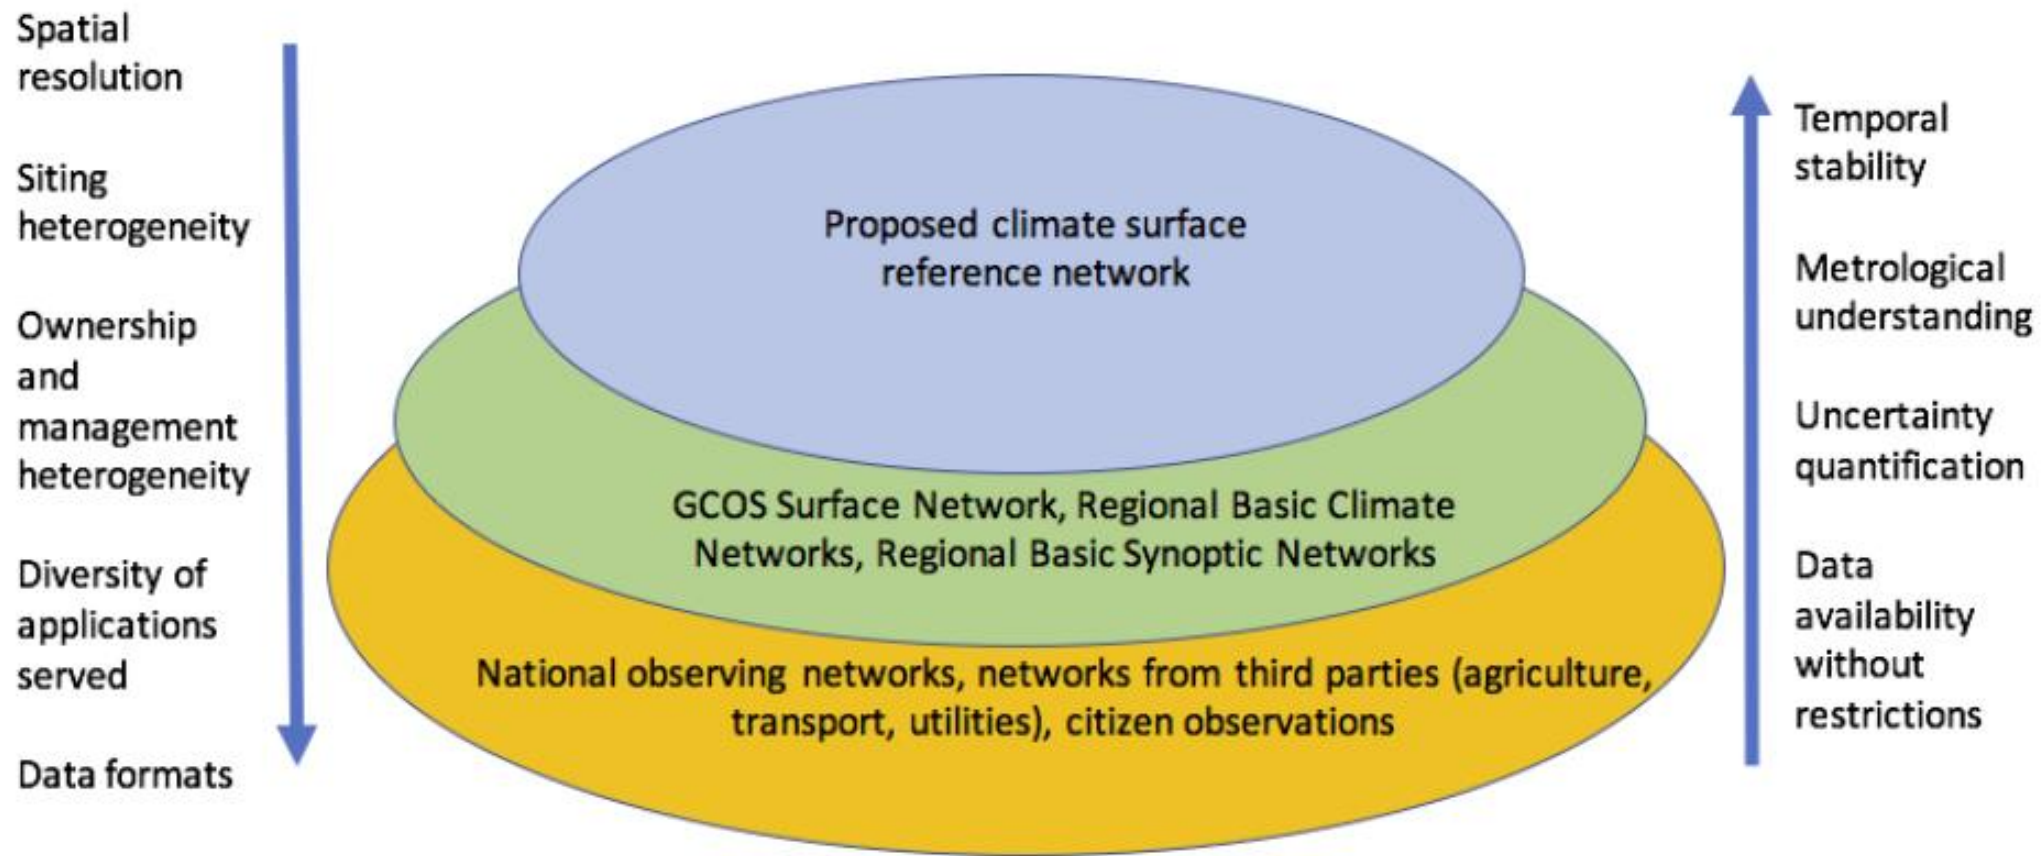 Spatial
resolution
Siting
heterogeneity
Ownership
and
management
heterogeneity
Diversity of
applications
served
Data formats
Proposed climate surface
reference network
GCOS Surface Network, Regional Basic Climate
Networks, Regional Basic Synoptic Networks
National observing networks, networks from third parties (agriculture,
transport, utilities), citizen observations
Temporal
stability
Metrological
understanding
Uncertainty
quantification
Data
availability
without
restrictions